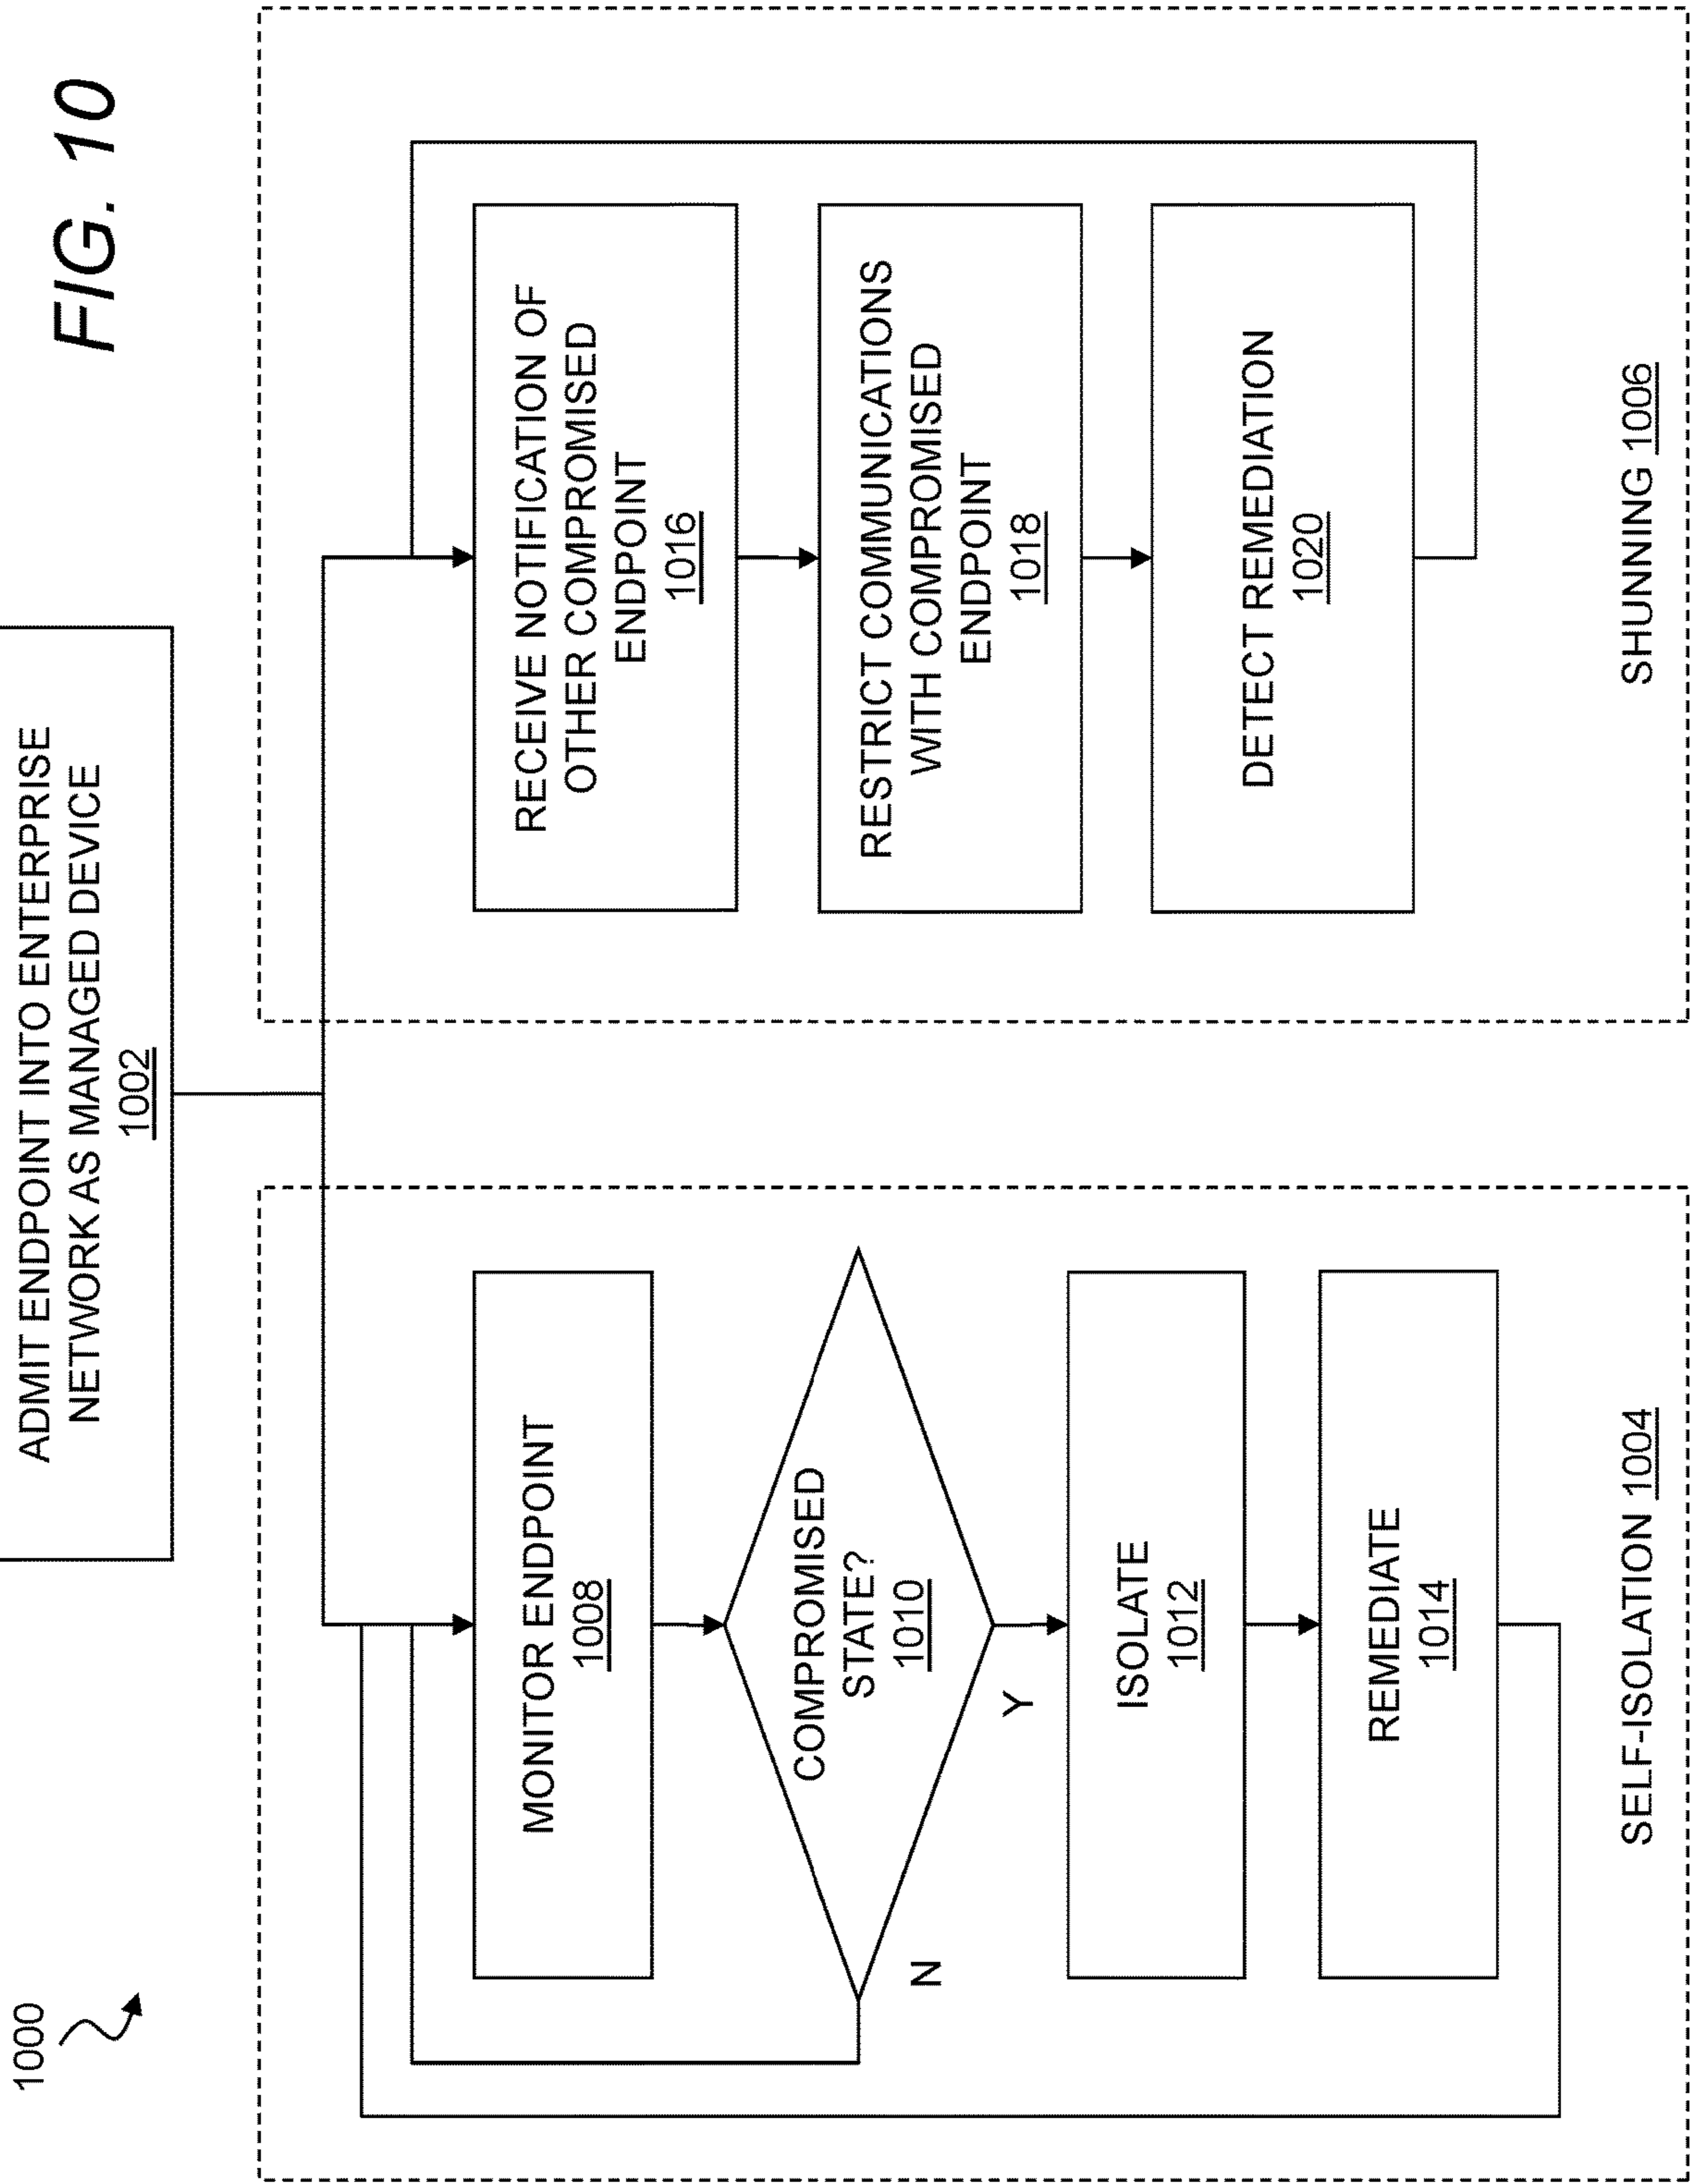 1000
FIG. 10
ADMIT ENDPOINT INTO ENTERPRISE
NETWORK AS MANAGED DEVICE
1002
MONITOR ENDPOINT
1008
COMPROMISED
STATE?
1010
N
Y
ISOLATE
1012
REMEDIATE
1014
SELF-ISOLATION 1004
RECEIVE NOTIFICATION OF
OTHER COMPROMISED
ENDPOINT
1016
RESTRICT COMMUNICATIONS
WITH COMPROMISED
ENDPOINT
1018
DETECT REMEDIATION
1020
SHUNNING 1006